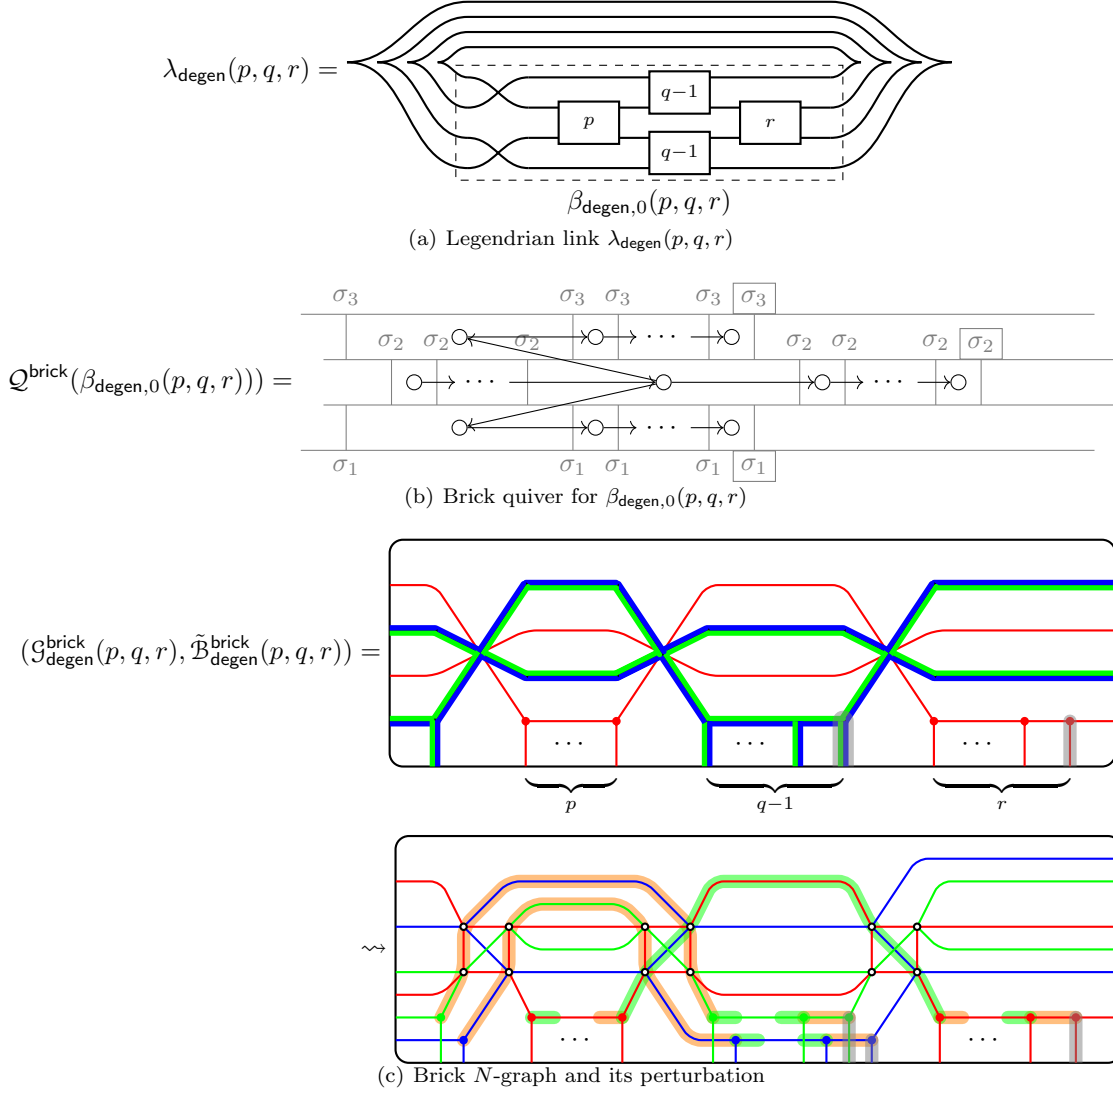 λ_degen(p, q, r) =
q−1
p r
q−1
β_degen,0(p, q, r)
(a) Legendrian link λ_degen(p, q, r)
σ3 σ3 σ3 σ3 σ3
σ2 σ2 σ2 σ2 σ2 σ2 σ2
Q^brick(β_degen,0(p, q, r))) =
··· ··· ··· ···
σ1 σ1 σ1 σ1 σ1
(b) Brick quiver for β_degen,0(p, q, r)
(G^brick_degen(p, q, r), B̃^brick_degen(p, q, r)) =
··· ··· ···
p q−1 r
⇝
··· ··· ···
(c) Brick N-graph and its perturbation